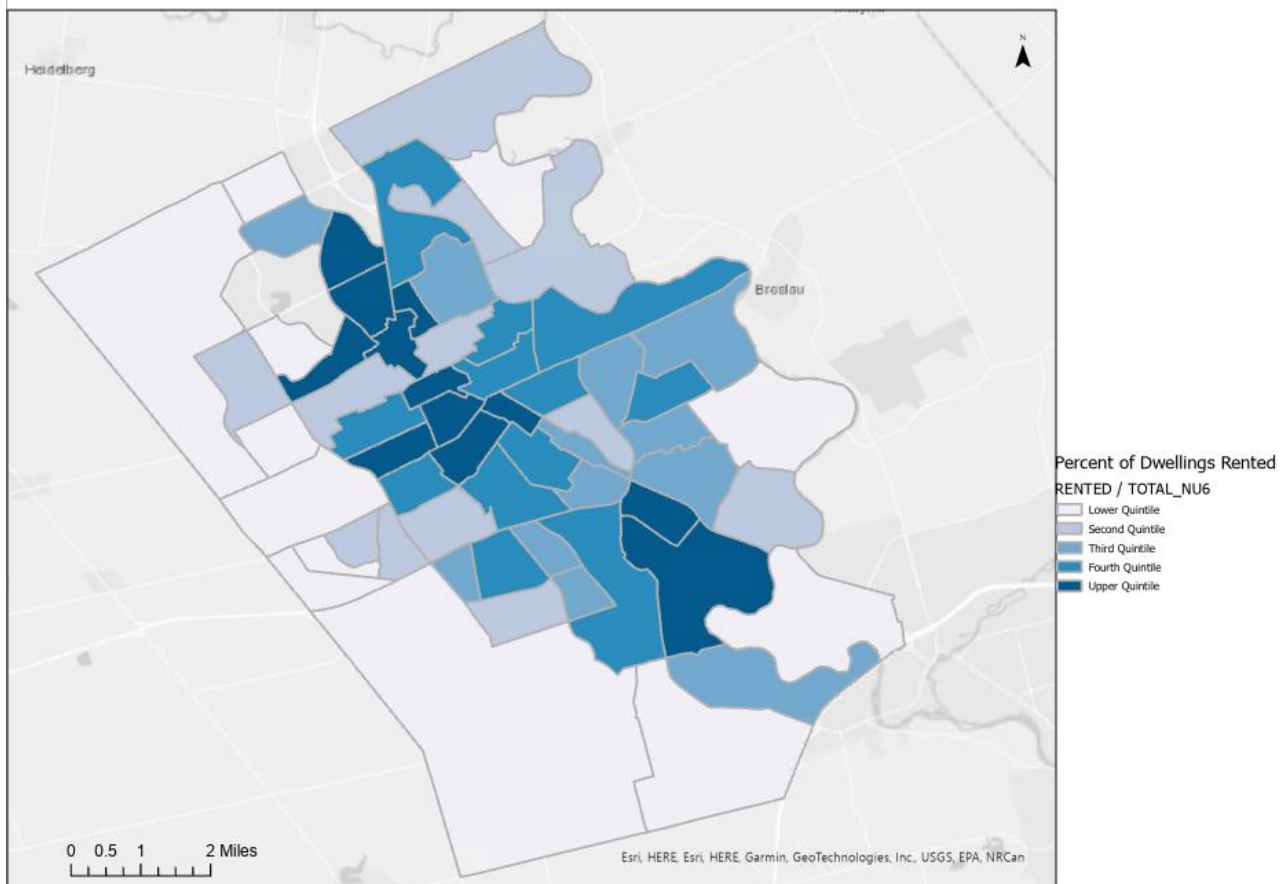 Heidelberg
N
Breslau
Percent of Dwellings Rented
RENTED / TOTAL_NU6
Lower Quintile
Second Quintile
Third Quintile
Fourth Quintile
Upper Quintile
0 0.5 1 2 Miles
Esri, HERE, Esri, HERE, Garmin, GeoTechnologies, Inc., USGS, EPA, NRCan